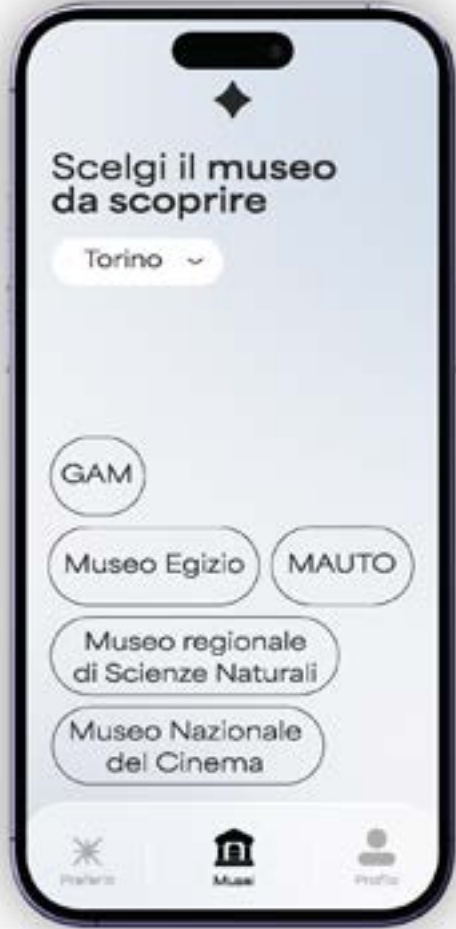 Scelgi il museo
da scoprire
Torino
GAM
Museo Egizio
MAUTO
Museo regionale
di Scienze Naturali
Museo Nazionale
del Cinema
Preferiti
Musei
Profilo